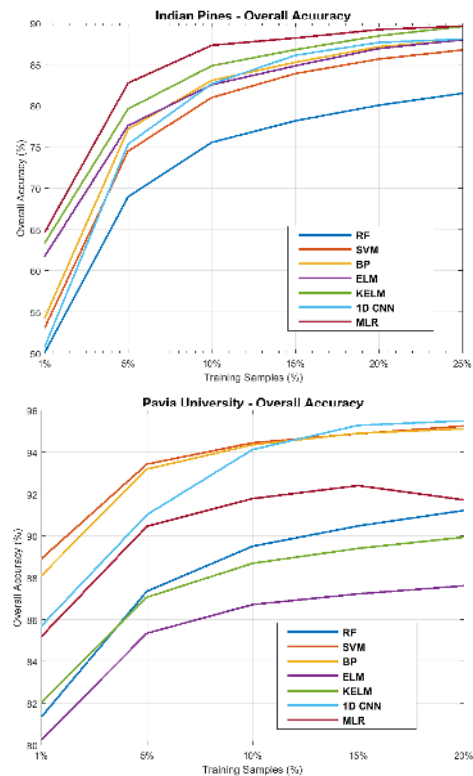 Indian Pines - Overall Acuuracy
90
85
80
75
70
65
60
55
50
Overall Accuracy (%)
1% 5% 10% 15% 20% 25%
Training Samples (%)
RF
SVM
BP
ELM
KELM
1D CNN
MLR
Pavia University - Overall Accuracy
96
94
92
90
88
86
84
82
80
Overall Accuracy (%)
1% 5% 10% 15% 20%
Training Samples (%)
RF
SVM
BP
ELM
KELM
1D CNN
MLR